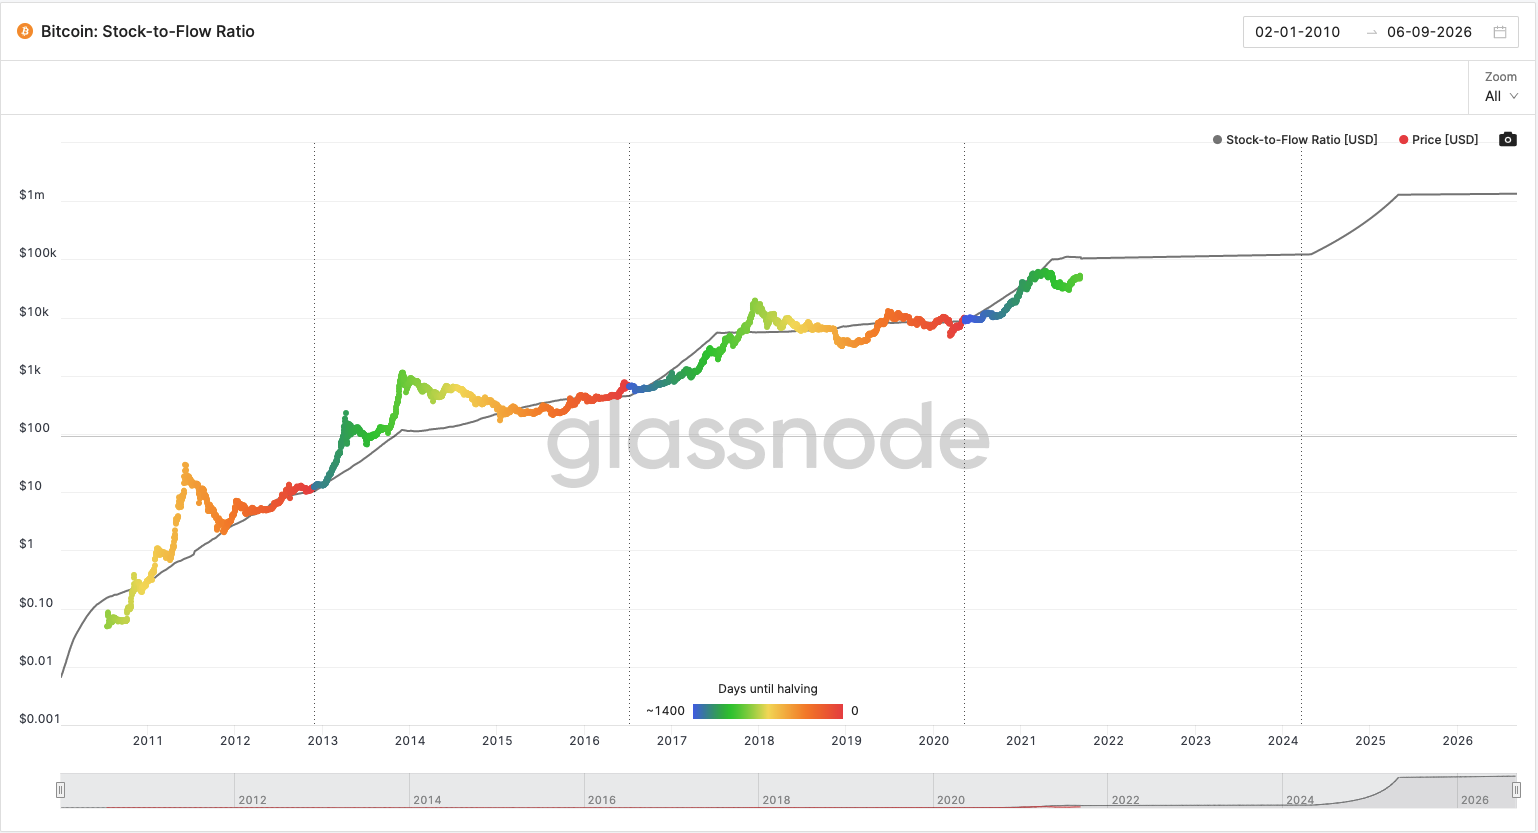 Bitcoin: Stock-to-Flow Ratio
02-01-2010 → 06-09-2026
Zoom
All
Stock-to-Flow Ratio [USD] Price [USD]
$1m
$100k
$10k
$1k
$100
$10
$1
$0.10
$0.01
$0.001
glassnode
Days until halving
~1400 0
2011 2012 2013 2014 2015 2016 2017 2018 2019 2020 2021 2022 2023 2024 2025 2026
2012 2014 2016 2018 2020 2022 2024 2026